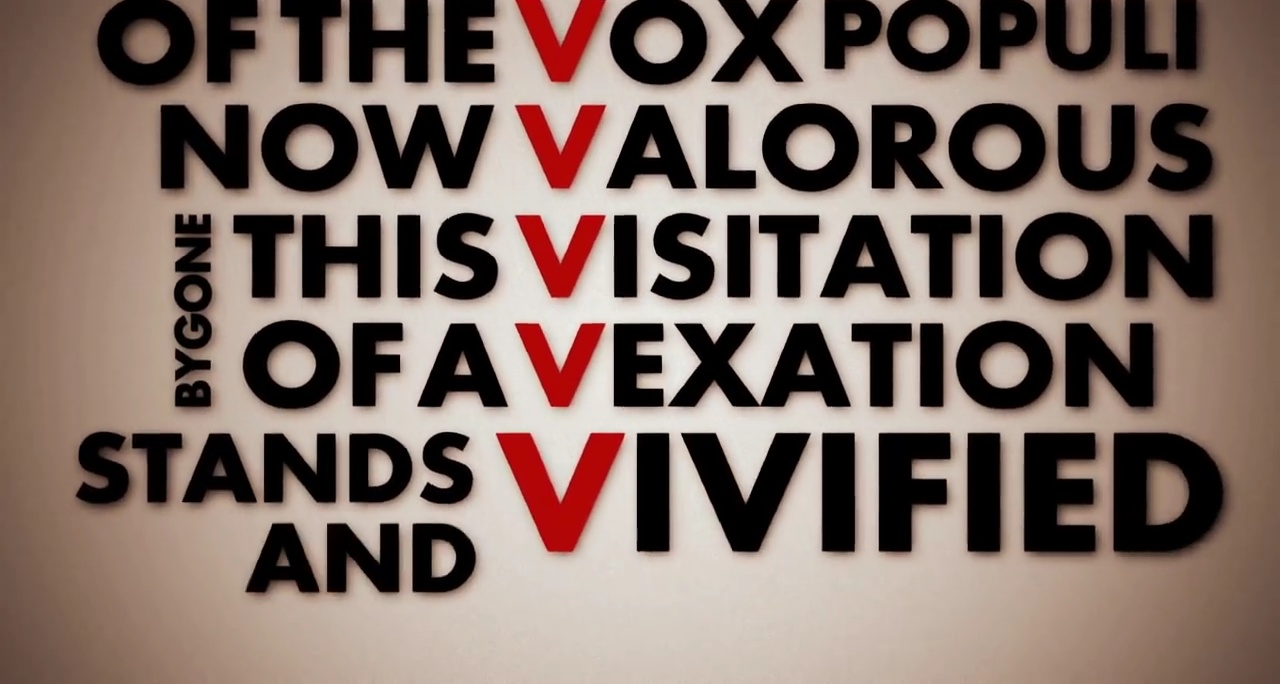 OF THE VOX POPULI
NOW VALOROUS
THIS VISITATION
BYGONE
OF A VEXATION
STANDS VIVIFIED
AND